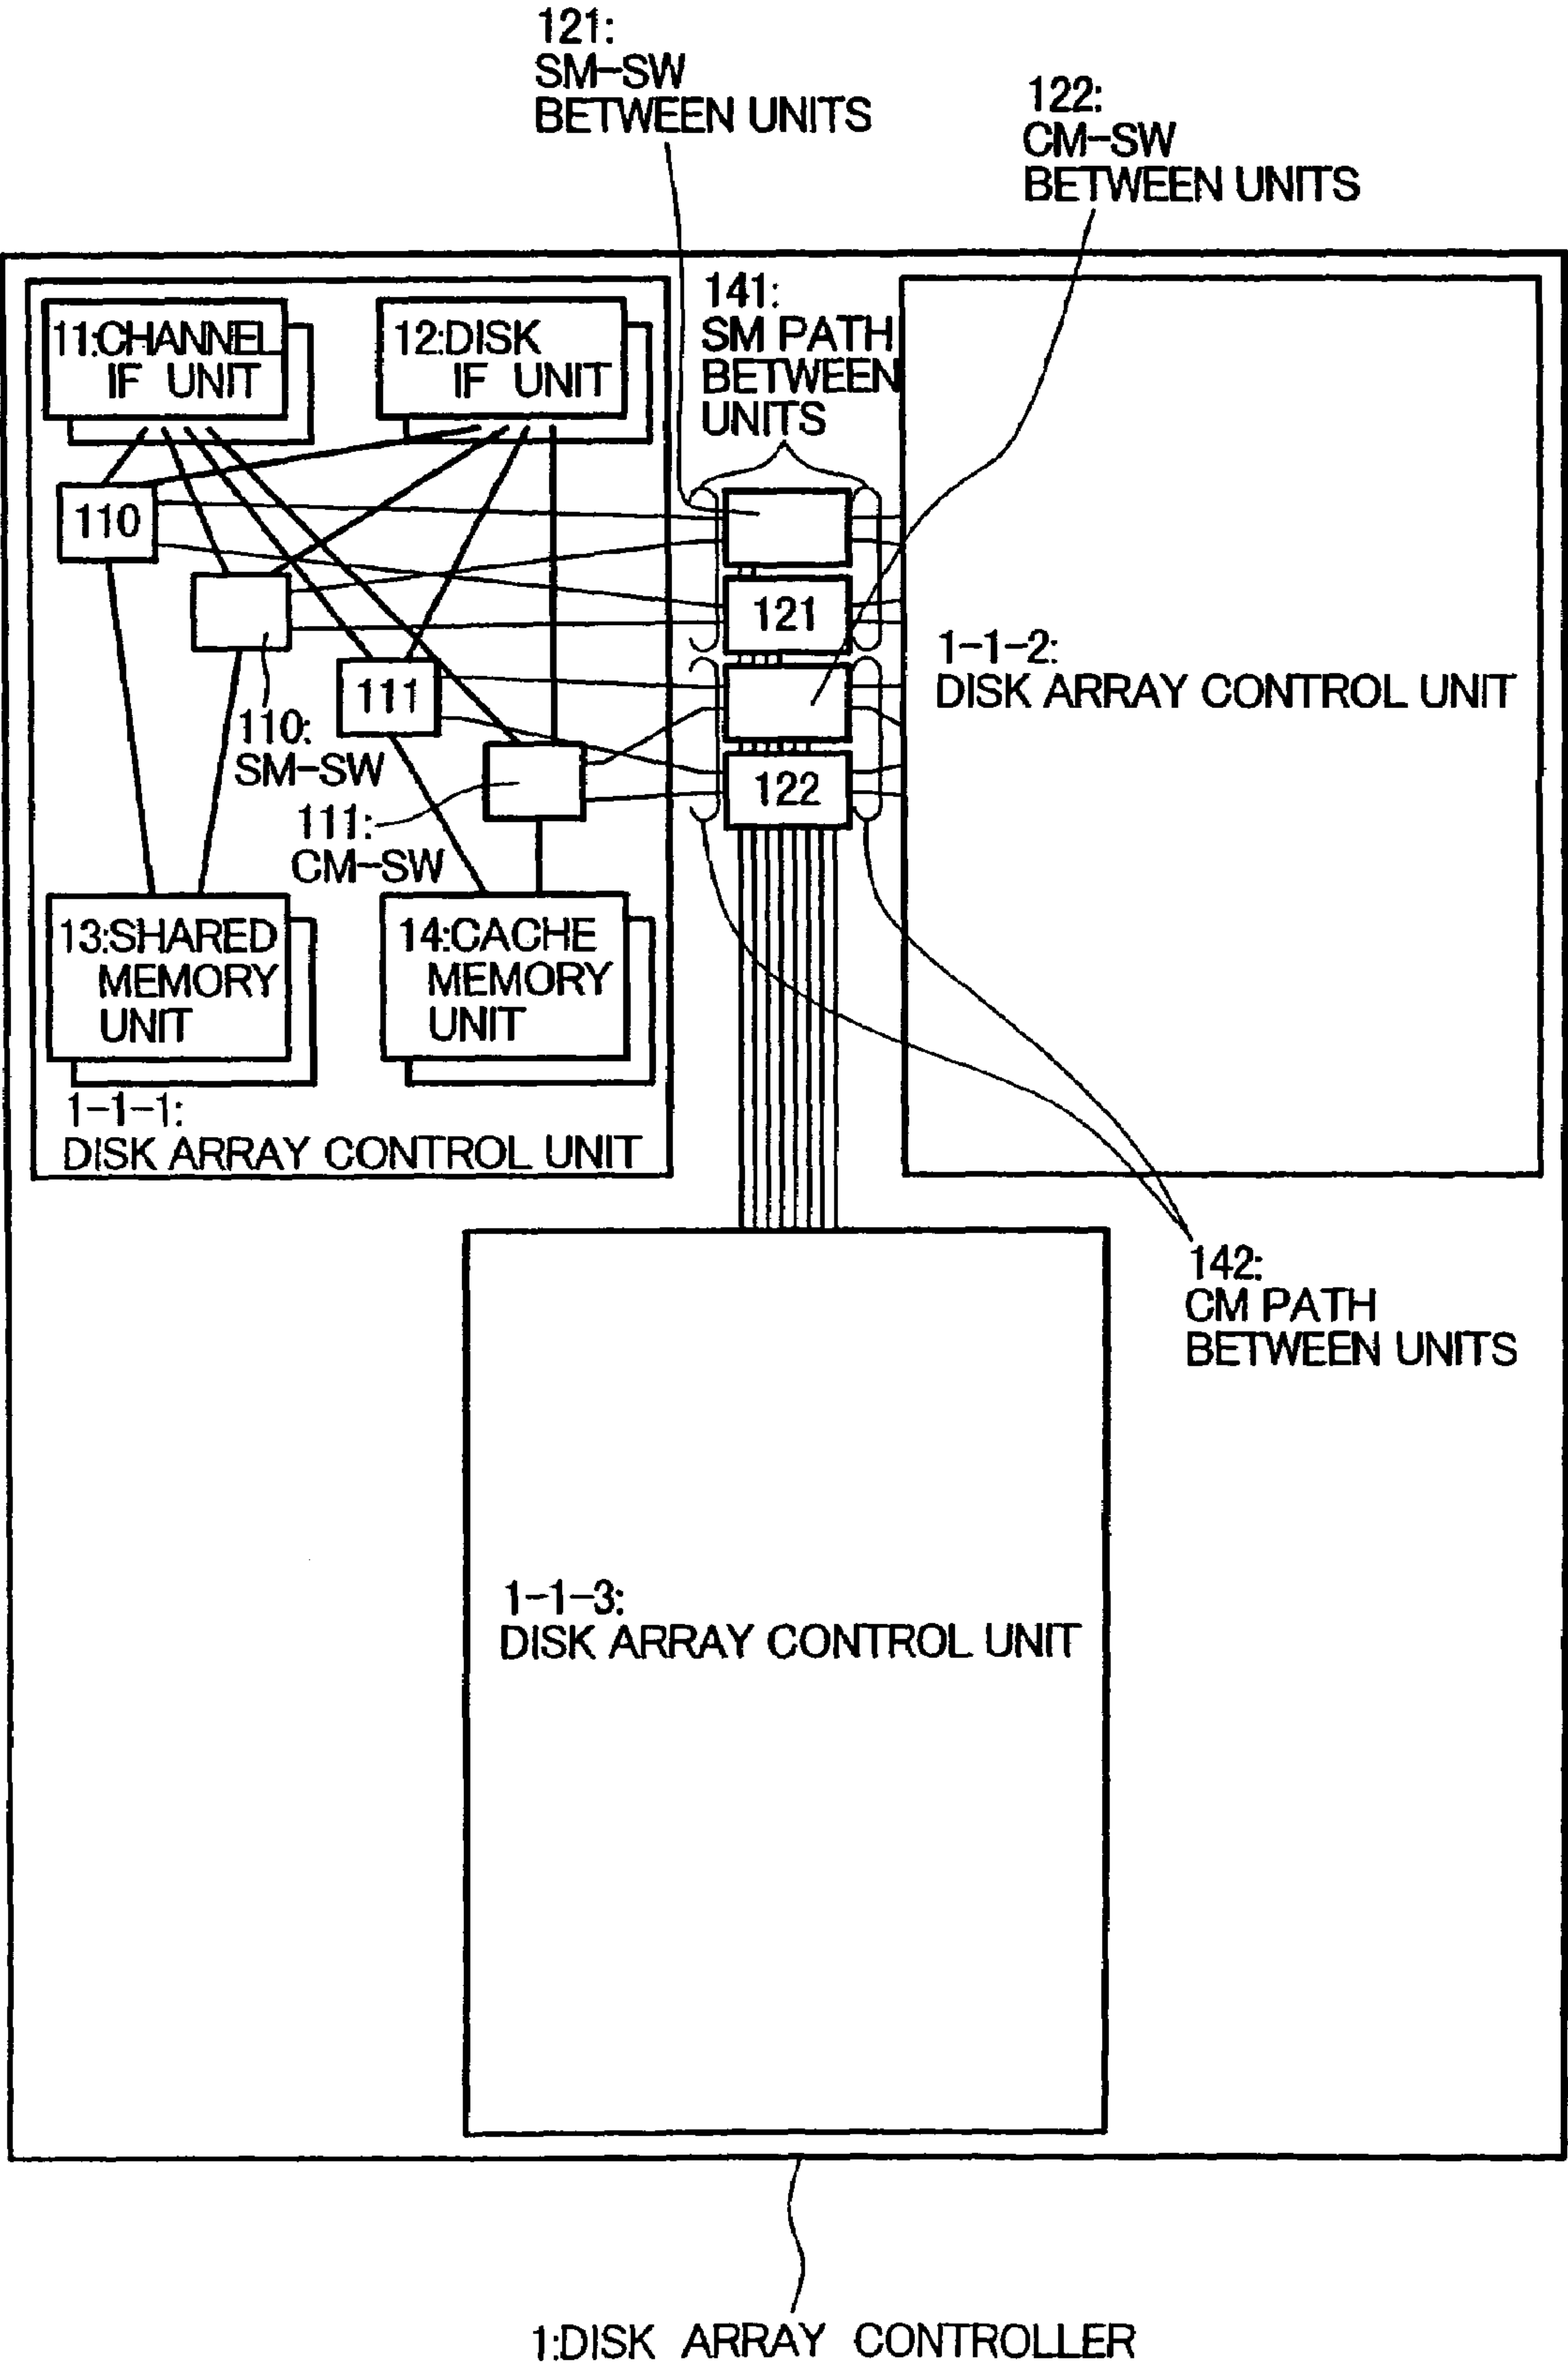 121:
SM-SW
BETWEEN UNITS
122:
CM-SW
BETWEEN UNITS
141:
SM PATH
BETWEEN
UNITS
11:CHANNEL
IF UNIT
12:DISK
IF UNIT
110
121
111
110:
SM-SW
122
111:
CM-SW
1-1-2:
DISK ARRAY CONTROL UNIT
13:SHARED
MEMORY
UNIT
14:CACHE
MEMORY
UNIT
1-1-1:
DISK ARRAY CONTROL UNIT
142:
CM PATH
BETWEEN UNITS
1-1-3:
DISK ARRAY CONTROL UNIT
1:DISK ARRAY CONTROLLER